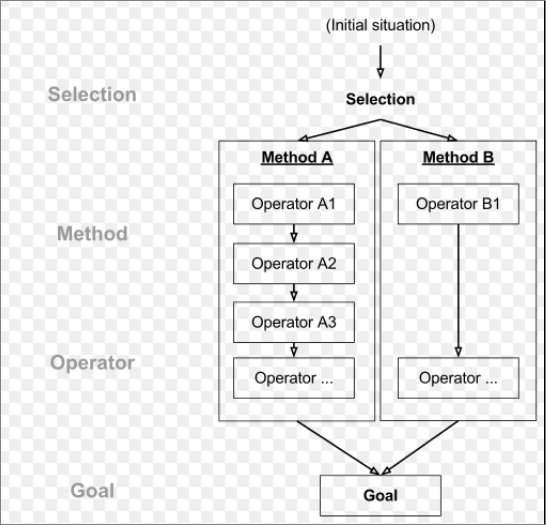 (Initial situation)
Selection
Selection
Method A
Method B
Operator A1
Operator B1
Method
Operator A2
Operator A3
Operator
Operator ...
Operator ...
Goal
Goal